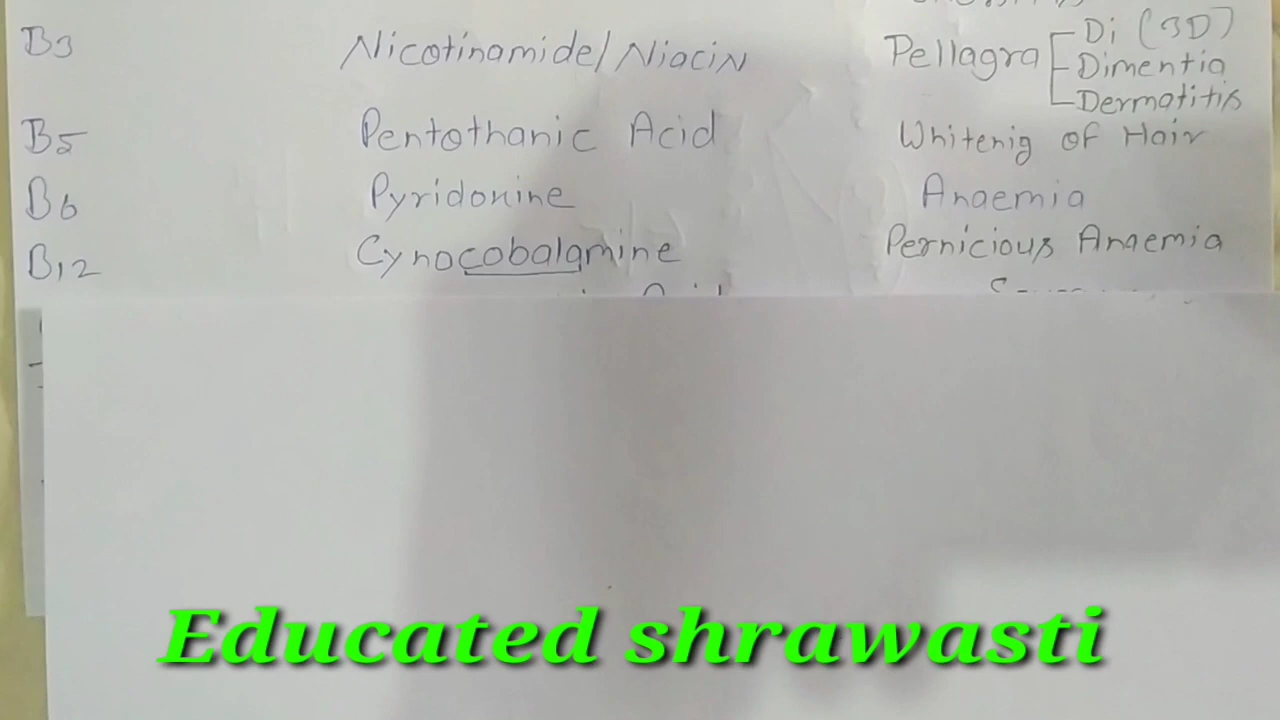 B3 Nicotinamide/Niacin Pellagra Di (3D)
Dimentia
Dermatitis
B5 Pentothanic Acid Whitenig of Hair
B6 Pyridonine Anaemia
B12 Cynocobalamine Pernicious Anaemia
Educated shrawasti